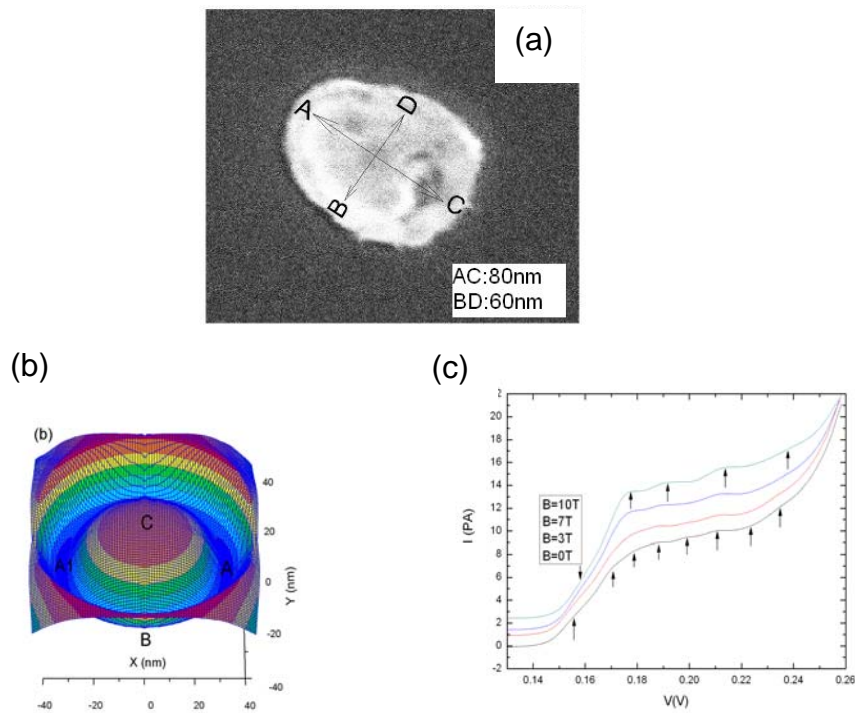 (a)
A
D
B
C
AC:80nm
BD:60nm
(b)
(c)
(b)
C
A1
A
B
X (nm)
-40
-20
0
20
40
40
20
0
-20
-40
Y (nm)
2
20
18
16
14
12
10
8
6
4
2
0
-2
I (PA)
B=10T
B=7T
B=3T
B=0T
0.14
0.16
0.18
0.20
0.22
0.24
0.26
V(V)